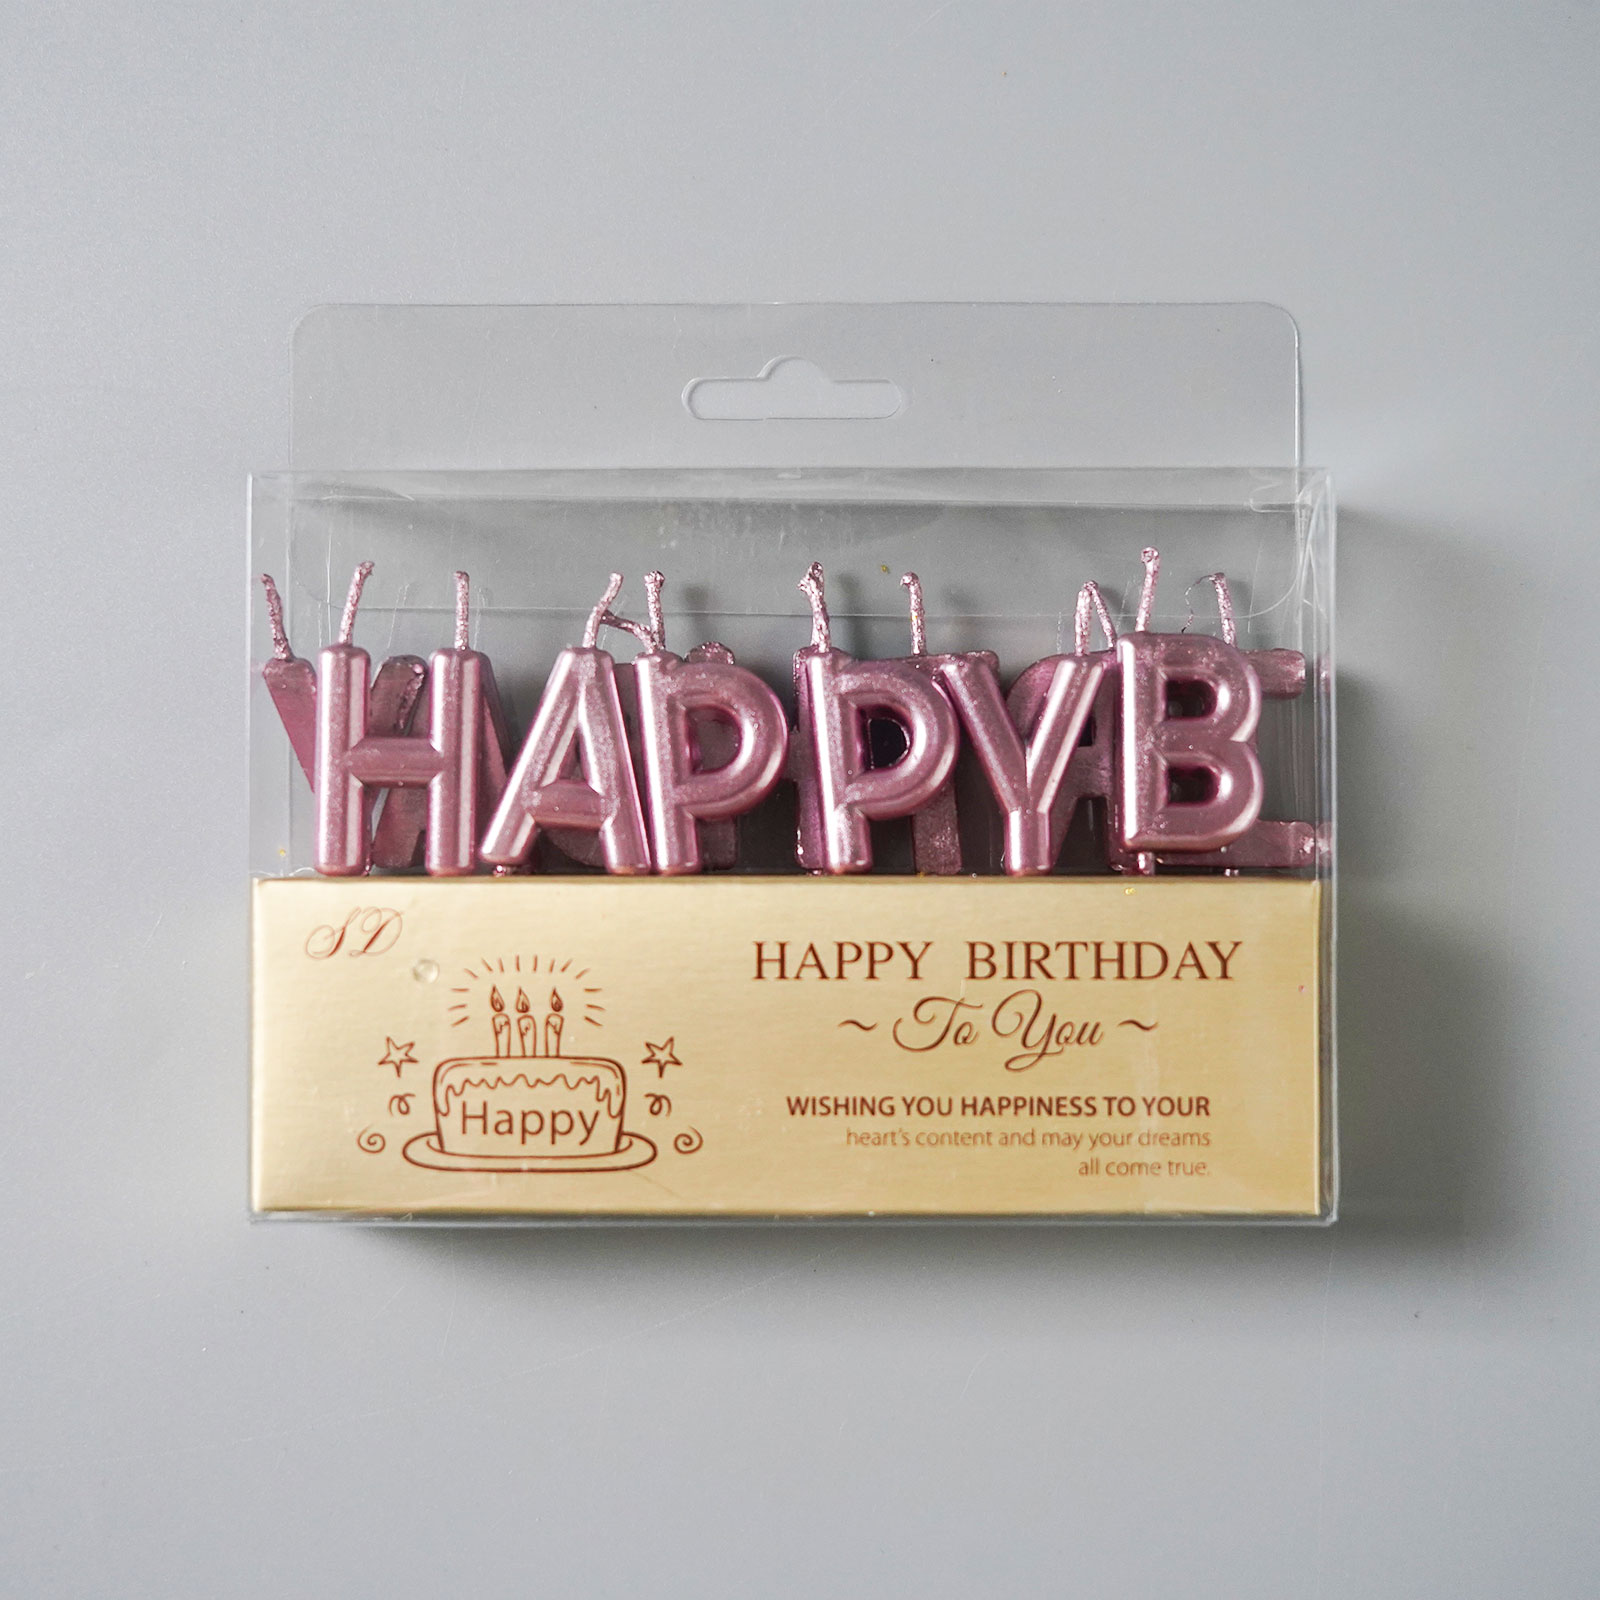 HAPPYB
SD
HAPPY BIRTHDAY
~ To You ~
Happy
WISHING YOU HAPPINESS TO YOUR
heart's content and may your dreams
all come true.